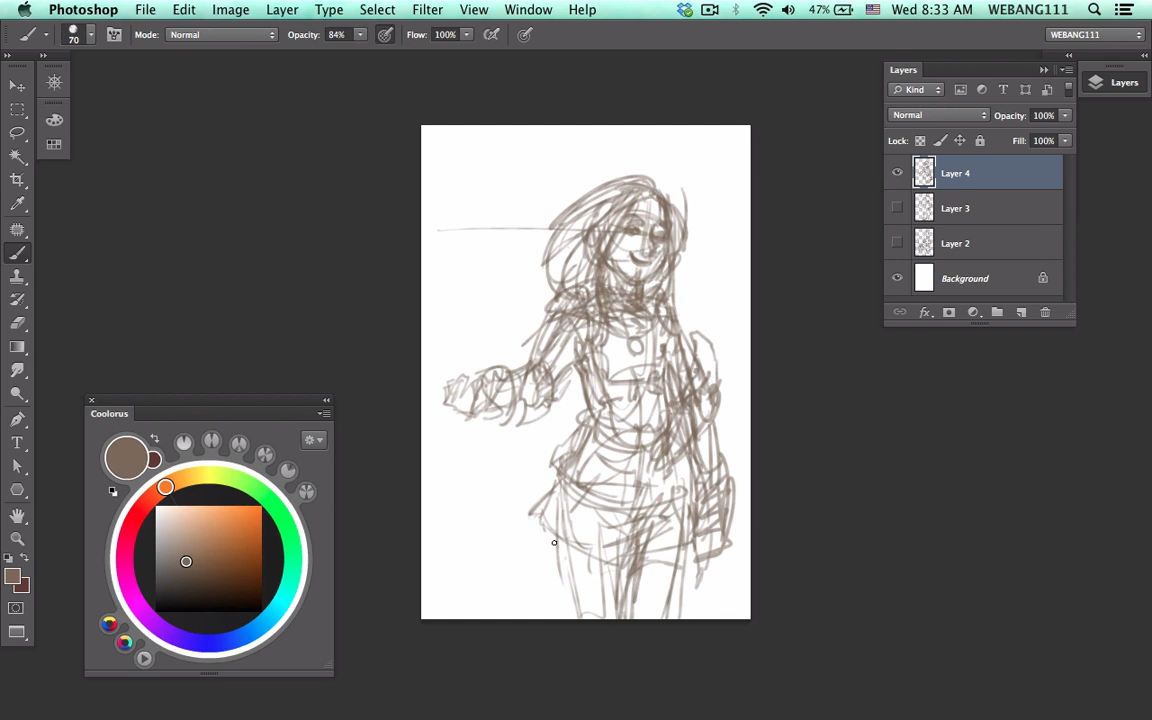 Photoshop File Edit Image Layer Type Select Filter View Window Help 47% Wed 8:33 AM WEBANG111
70 Mode: Normal Opacity: 84% Flow: 100% WEBANG111
Layers
Layers
Kind
Normal Opacity: 100%
Lock: Fill: 100%
Layer 4
Layer 3
Layer 2
Background
fx
Coolorus
T